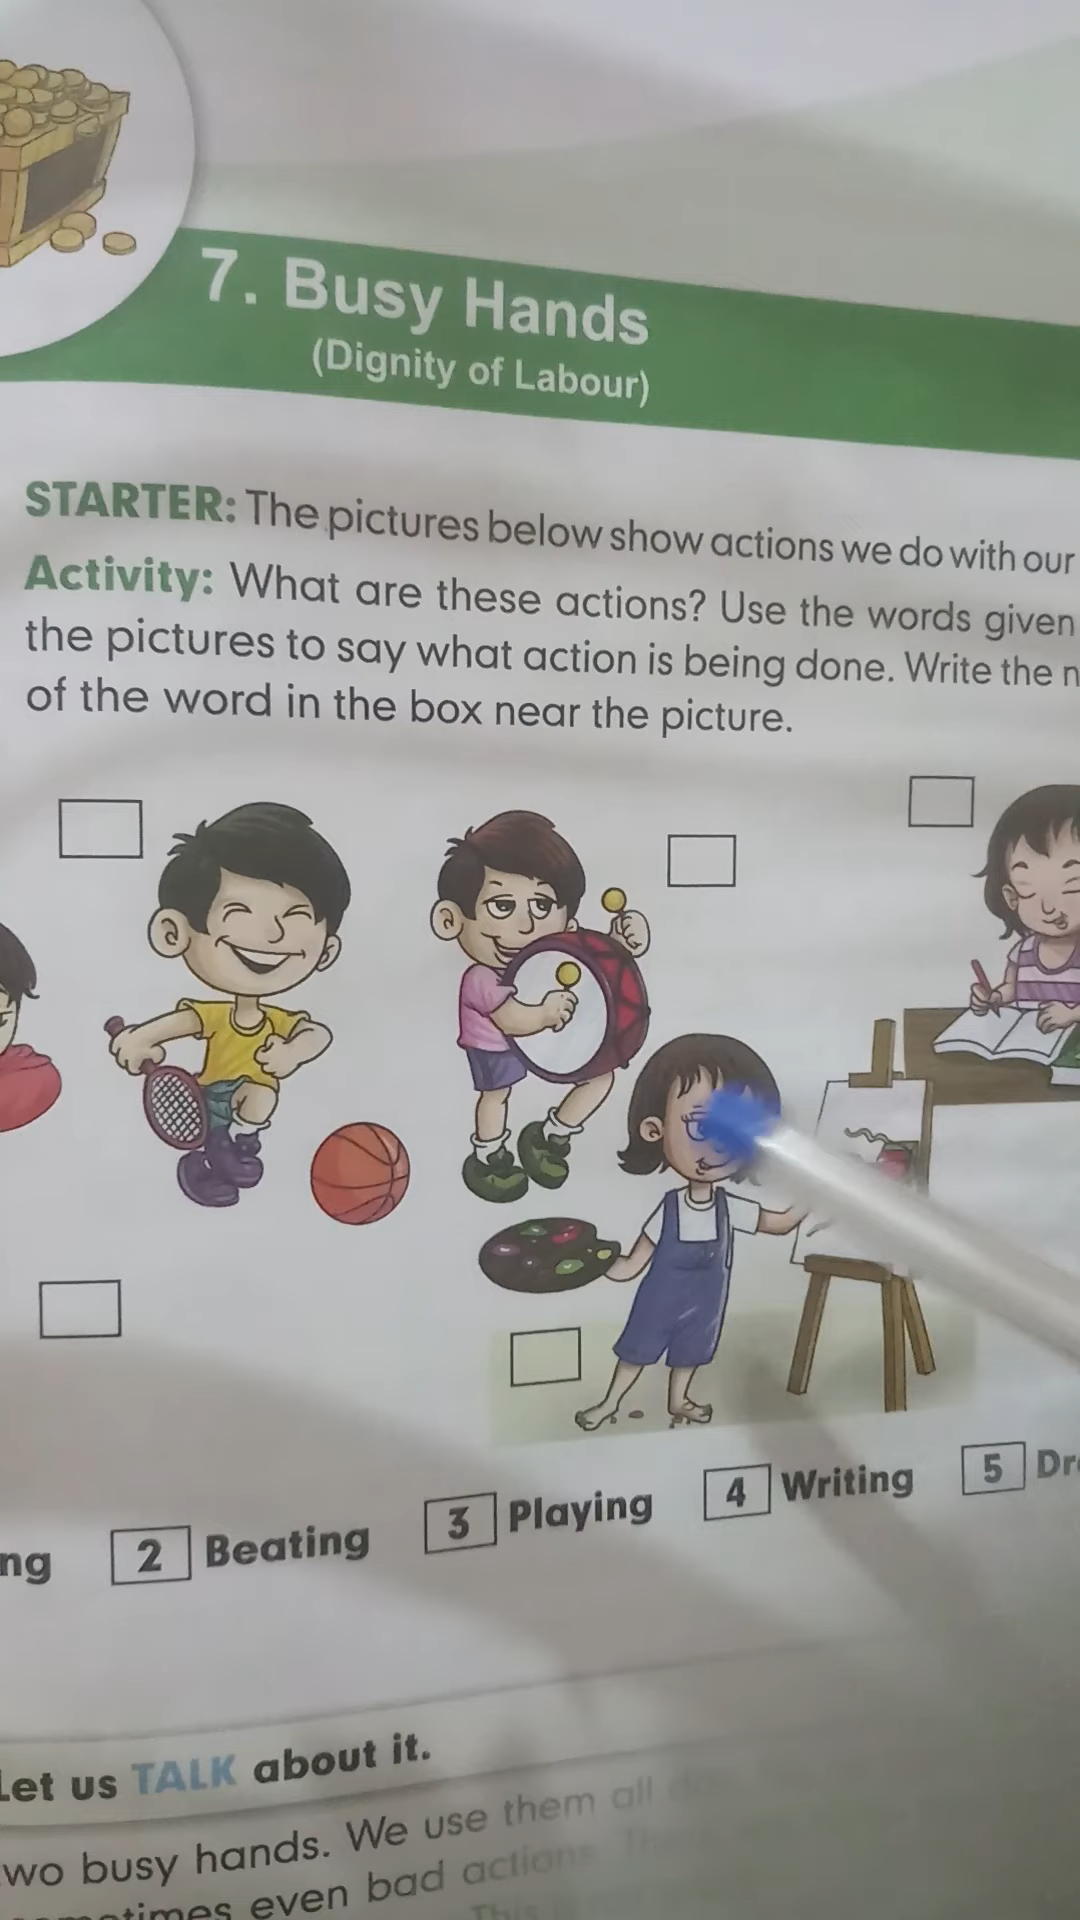 7. Busy Hands
(Dignity of Labour)
STARTER: The pictures below show actions we do with our
Activity: What are these actions? Use the words given
the pictures to say what action is being done. Write the n
of the word in the box near the picture.
ng 2 Beating 3 Playing 4 Writing 5 Dr
Let us TALK about it.
wo busy hands. We use them all
metimes even bad actions
This